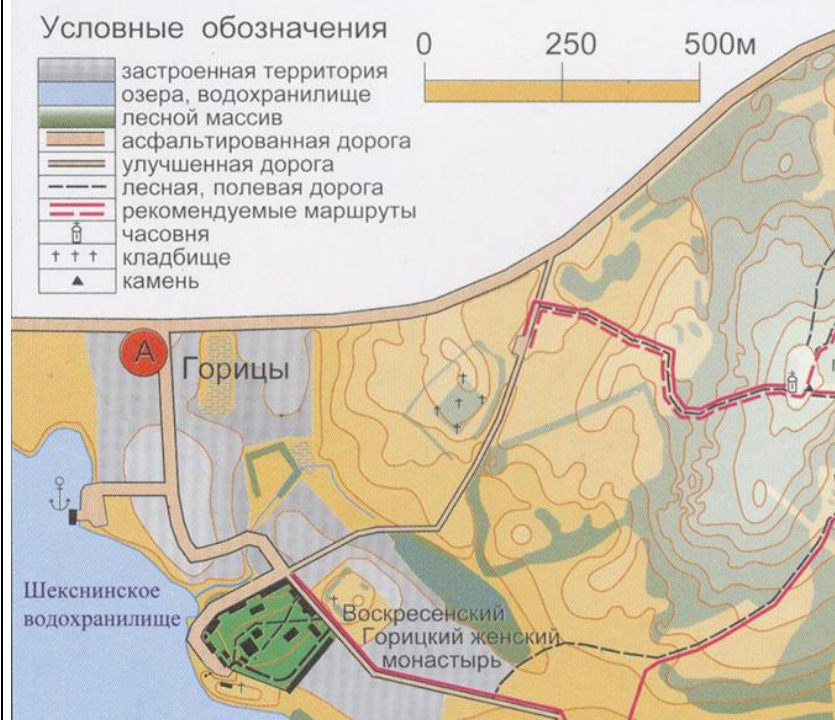 Условные обозначения
застроенная территория
озера, водохранилище
лесной массив
асфальтированная дорога
улучшенная дорога
лесная, полевая дорога
рекомендуемые маршруты
часовня
кладбище
камень
0 250 500м
А
Горицы
Шекснинское
водохранилище
Воскресенский
Горицкий женский
монастырь